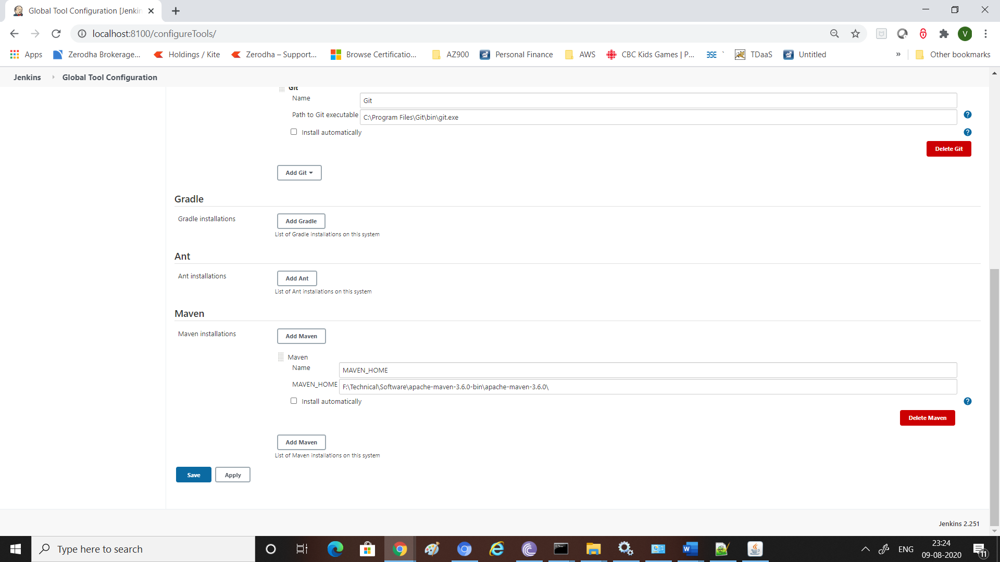 Global Tool Configuration [Jenkin
localhost:8100/configureTools/
V
Apps
Zerodha Brokerage...
Holdings / Kite
Zerodha – Support...
Browse Certificatio...
AZ900
Personal Finance
AWS
CBC Kids Games | P...
BSE `
TDaaS
Untitled
»
Other bookmarks
Jenkins
Global Tool Configuration
Git
Name
Git
Path to Git executable
C:\Program Files\Git\bin\git.exe
?
Install automatically
?
Delete Git
Add Git
Gradle
Gradle installations
Add Gradle
List of Gradle installations on this system
Ant
Ant installations
Add Ant
List of Ant installations on this system
Maven
Maven installations
Add Maven
Maven
Name
MAVEN_HOME
MAVEN_HOME
F:\Technical\Software\apache-maven-3.6.0-bin\apache-maven-3.6.0\
Install automatically
?
Delete Maven
Add Maven
List of Maven installations on this system
Save
Apply
Jenkins 2.251
Type here to search
ENG
23:24
09-08-2020
11